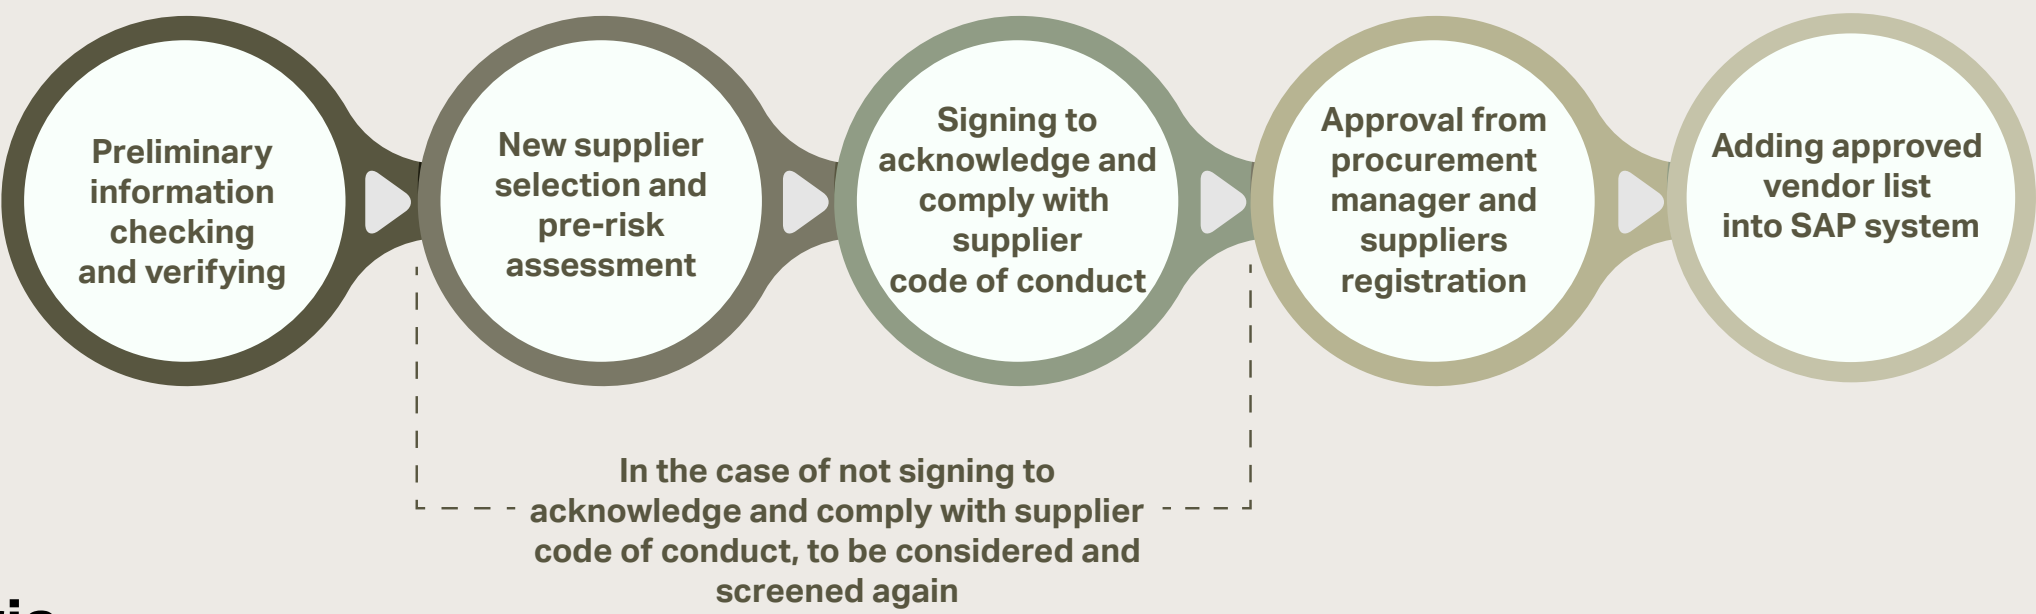 Preliminary
information
checking
and verifying
New supplier
selection and
pre-risk
assessment
Signing to
acknowledge and
comply with
supplier
code of conduct
Approval from
procurement
manager and
suppliers
registration
Adding approved
vendor list
into SAP system
In the case of not signing to
acknowledge and comply with supplier
code of conduct, to be considered and
screened again